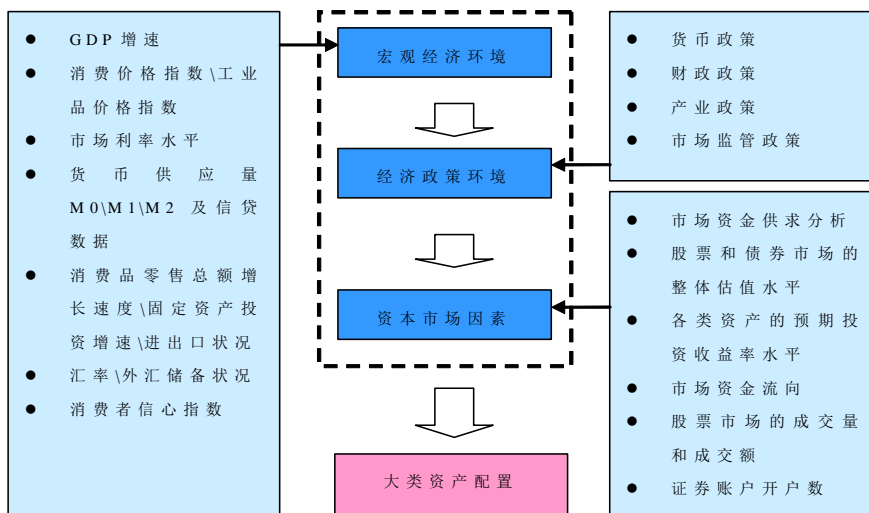 GDP 增速
消费价格指数\工业
品价格指数
市场利率水平
货币供应量
M0\M1\M2 及信贷
数据
消费品零售总额增
长速度\固定资产投
资增速\进出口状况
汇率\外汇储备状况
消费者信心指数
宏观经济环境
经济政策环境
资本市场因素
大类资产配置
货币政策
财政政策
产业政策
市场监管政策
市场资金供求分析
股票和债券市场的
整体估值水平
各类资产的预期投
资收益率水平
市场资金流向
股票市场的成交量
和成交额
证券账户开户数